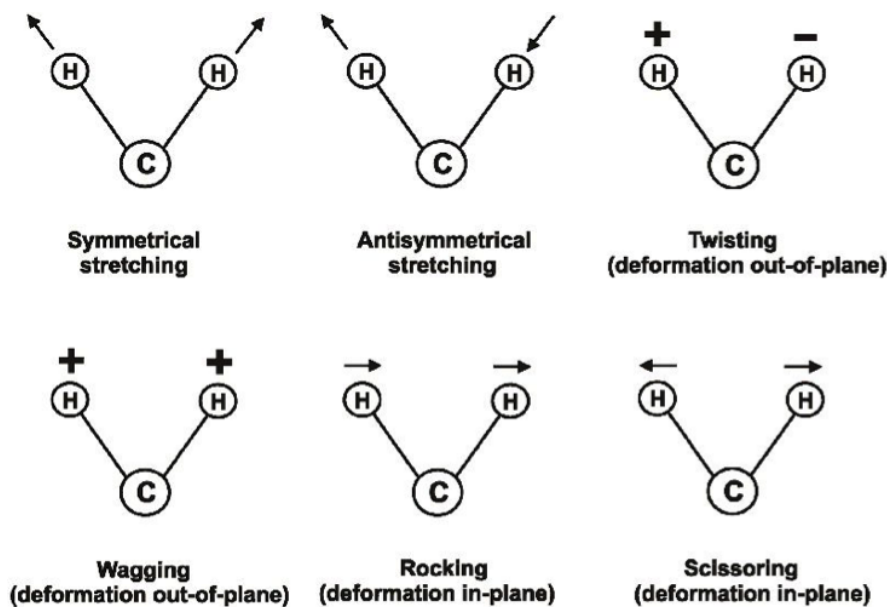 H H
C
Symmetrical
stretching
H H
C
Antisymmetrical
stretching
+ −
H H
C
Twisting
(deformation out-of-plane)
+ +
H H
C
Wagging
(deformation out-of-plane)
H H
C
Rocking
(deformation in-plane)
H H
C
Scissoring
(deformation in-plane)